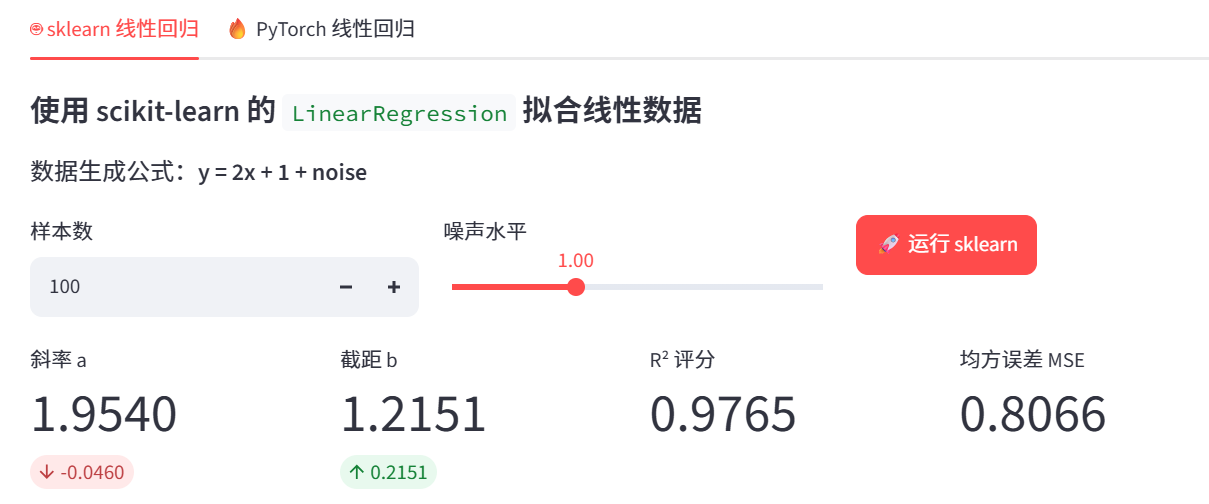 sklearn 线性回归 🔥 PyTorch 线性回归
使用 scikit-learn 的 LinearRegression 拟合线性数据
数据生成公式：y = 2x + 1 + noise
样本数 噪声水平 🚀 运行 sklearn
1.00
100 − +
斜率 a 截距 b R² 评分 均方误差 MSE
1.9540 1.2151 0.9765 0.8066
↓ -0.0460 ↑ 0.2151